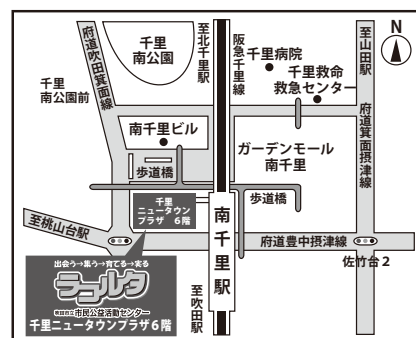 府道吹田箕面線
千里
南公園
至北千里駅
阪急千里線
千里病院
千里救命
救急センター
至山田駅
N
千里
南公園前
南千里ビル
ガーデンモール
南千里
府道箕面摂津線
歩道橋
歩道橋
千里
ニュータウン
プラザ 6階
至桃山台駅
南千里駅
府道豊中摂津線
佐竹台2
出会う→集う→育てる→実る
ラコルタ
吹田市立市民公益活動センター
千里ニュータウンプラザ6階
至吹田駅